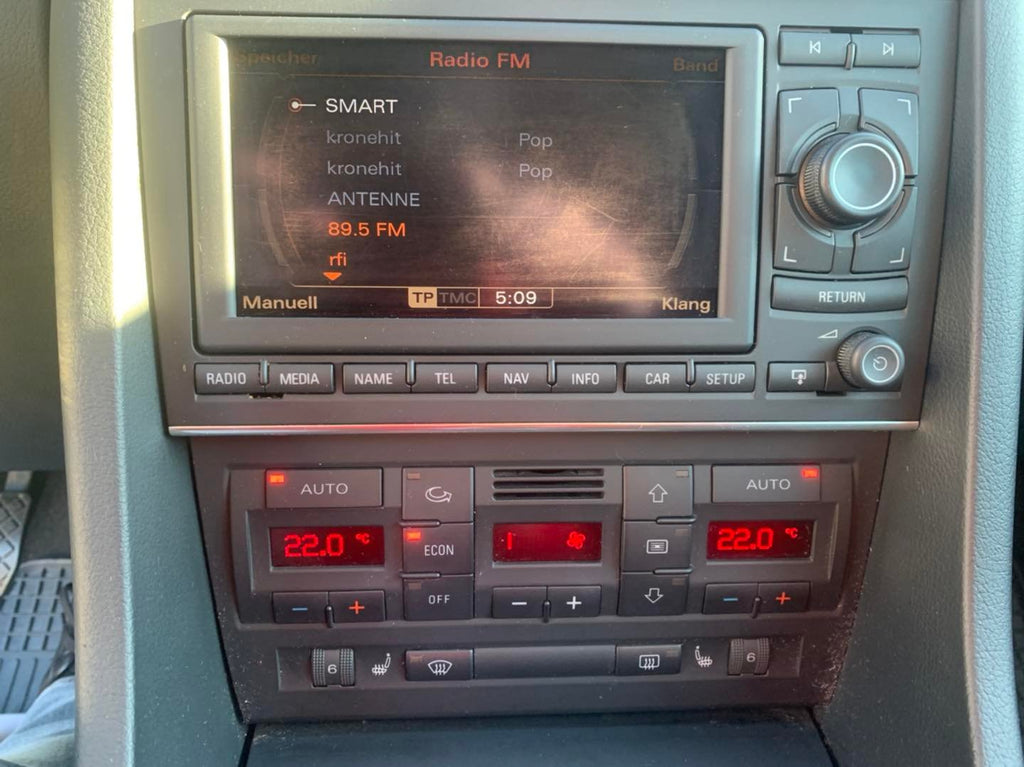 Speicher Radio FM Band
SMART
kronehit Pop
kronehit Pop
ANTENNE
89.5 FM
rfi
Manuell TP TMC 5:09 Klang
RETURN
RADIO MEDIA NAME TEL NAV INFO CAR SETUP
AUTO AUTO
22.0 °C 22.0 °C
ECON
OFF
6 6